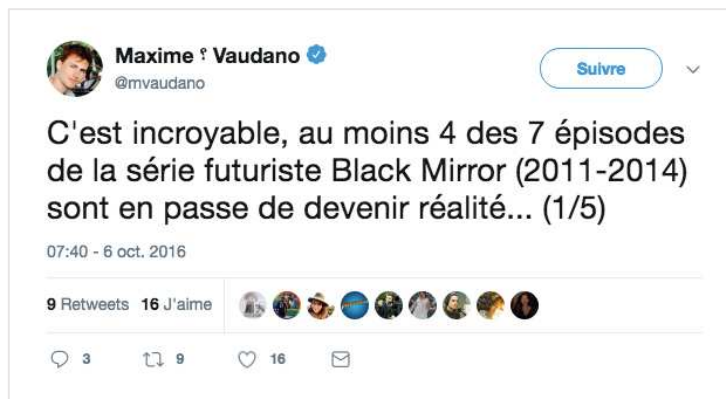 Maxime ؟ Vaudano
@mvaudano
Suivre
C'est incroyable, au moins 4 des 7 épisodes
de la série futuriste Black Mirror (2011-2014)
sont en passe de devenir réalité... (1/5)
07:40 - 6 oct. 2016
9 Retweets 16 J'aime
3 9 16